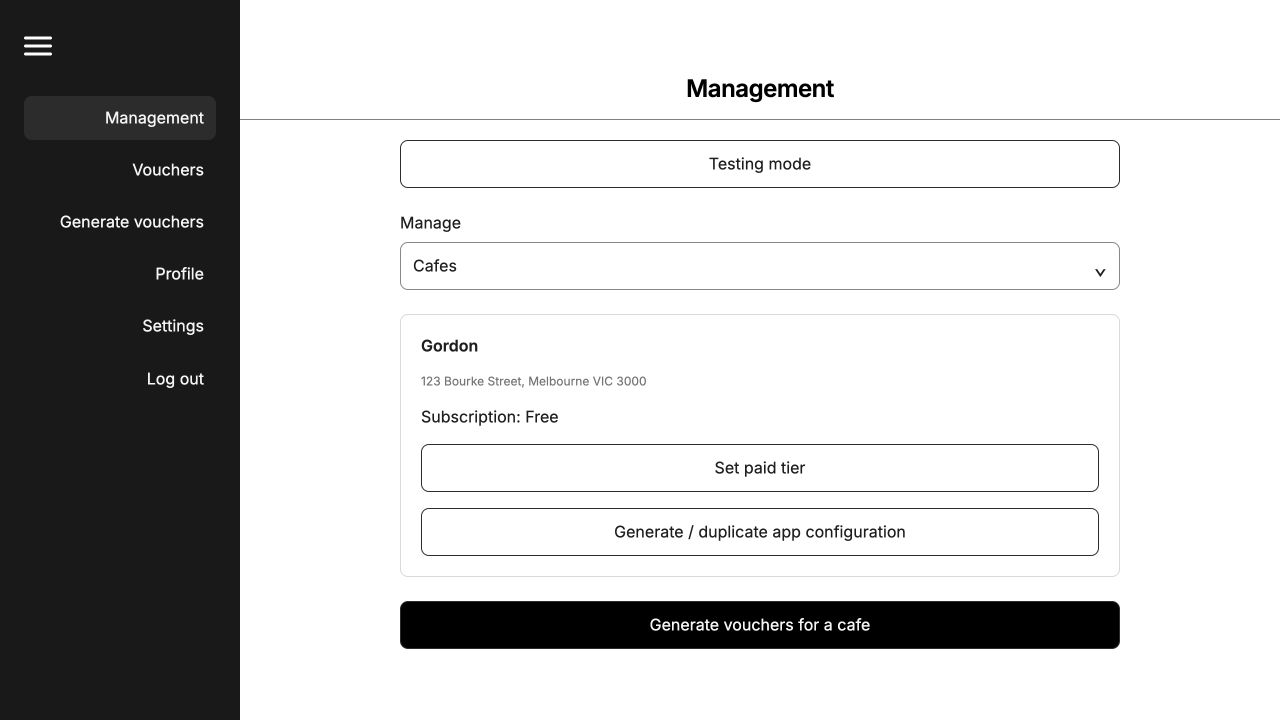 Management
Vouchers
Generate vouchers
Profile
Settings
Log out
Management
Testing mode
Manage
Cafes
Gordon
123 Bourke Street, Melbourne VIC 3000
Subscription: Free
Set paid tier
Generate / duplicate app configuration
Generate vouchers for a cafe